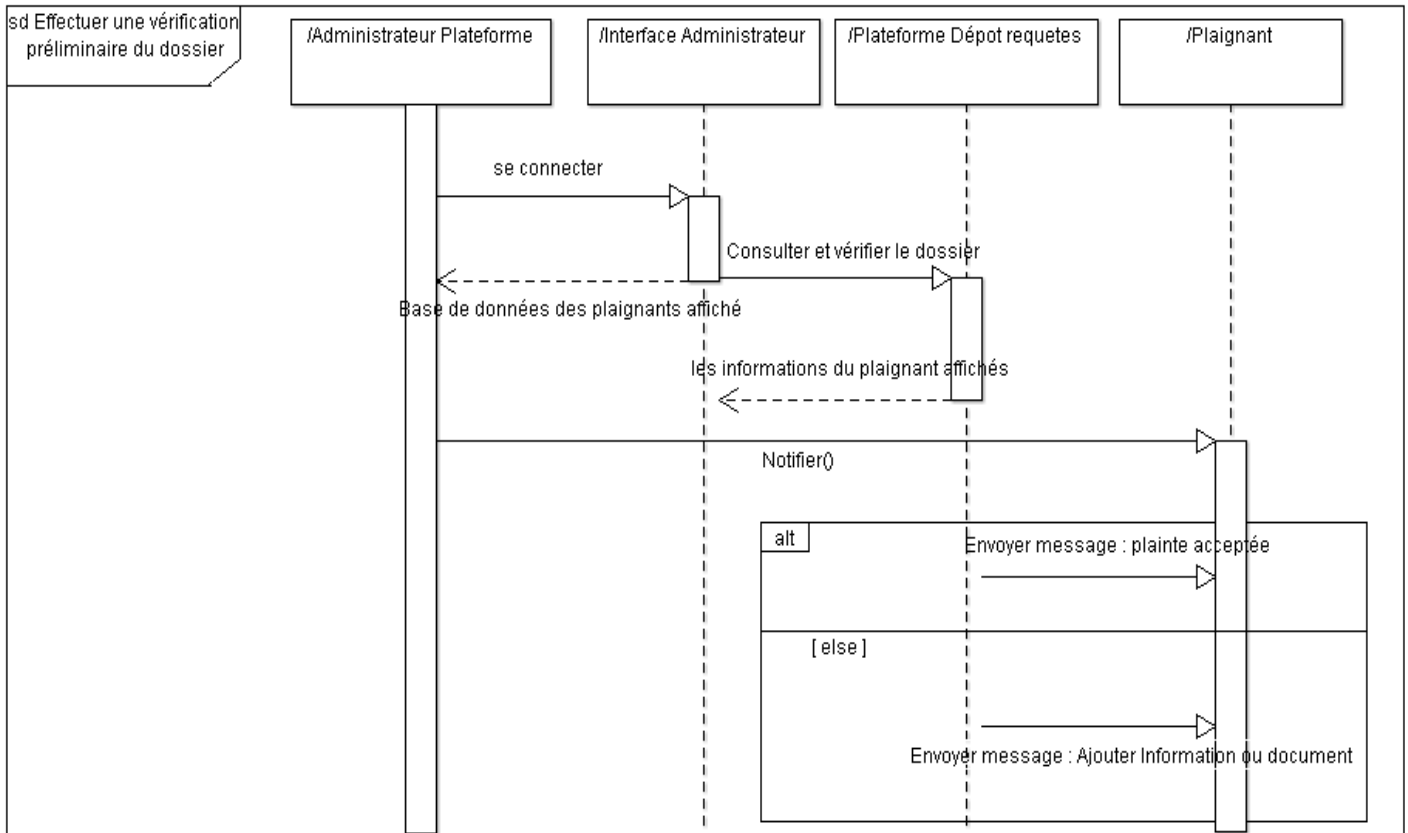 sd Effectuer une vérification
préliminaire du dossier
/Administrateur Plateforme
/Interface Administrateur
/Plateforme Dépot requetes
/Plaignant
se connecter
Consulter et vérifier le dossier
Base de données des plaignants affiché
les informations du plaignant affichés
Notifier()
alt
Envoyer message : plainte acceptée
[ else ]
Envoyer message : Ajouter Information ou document